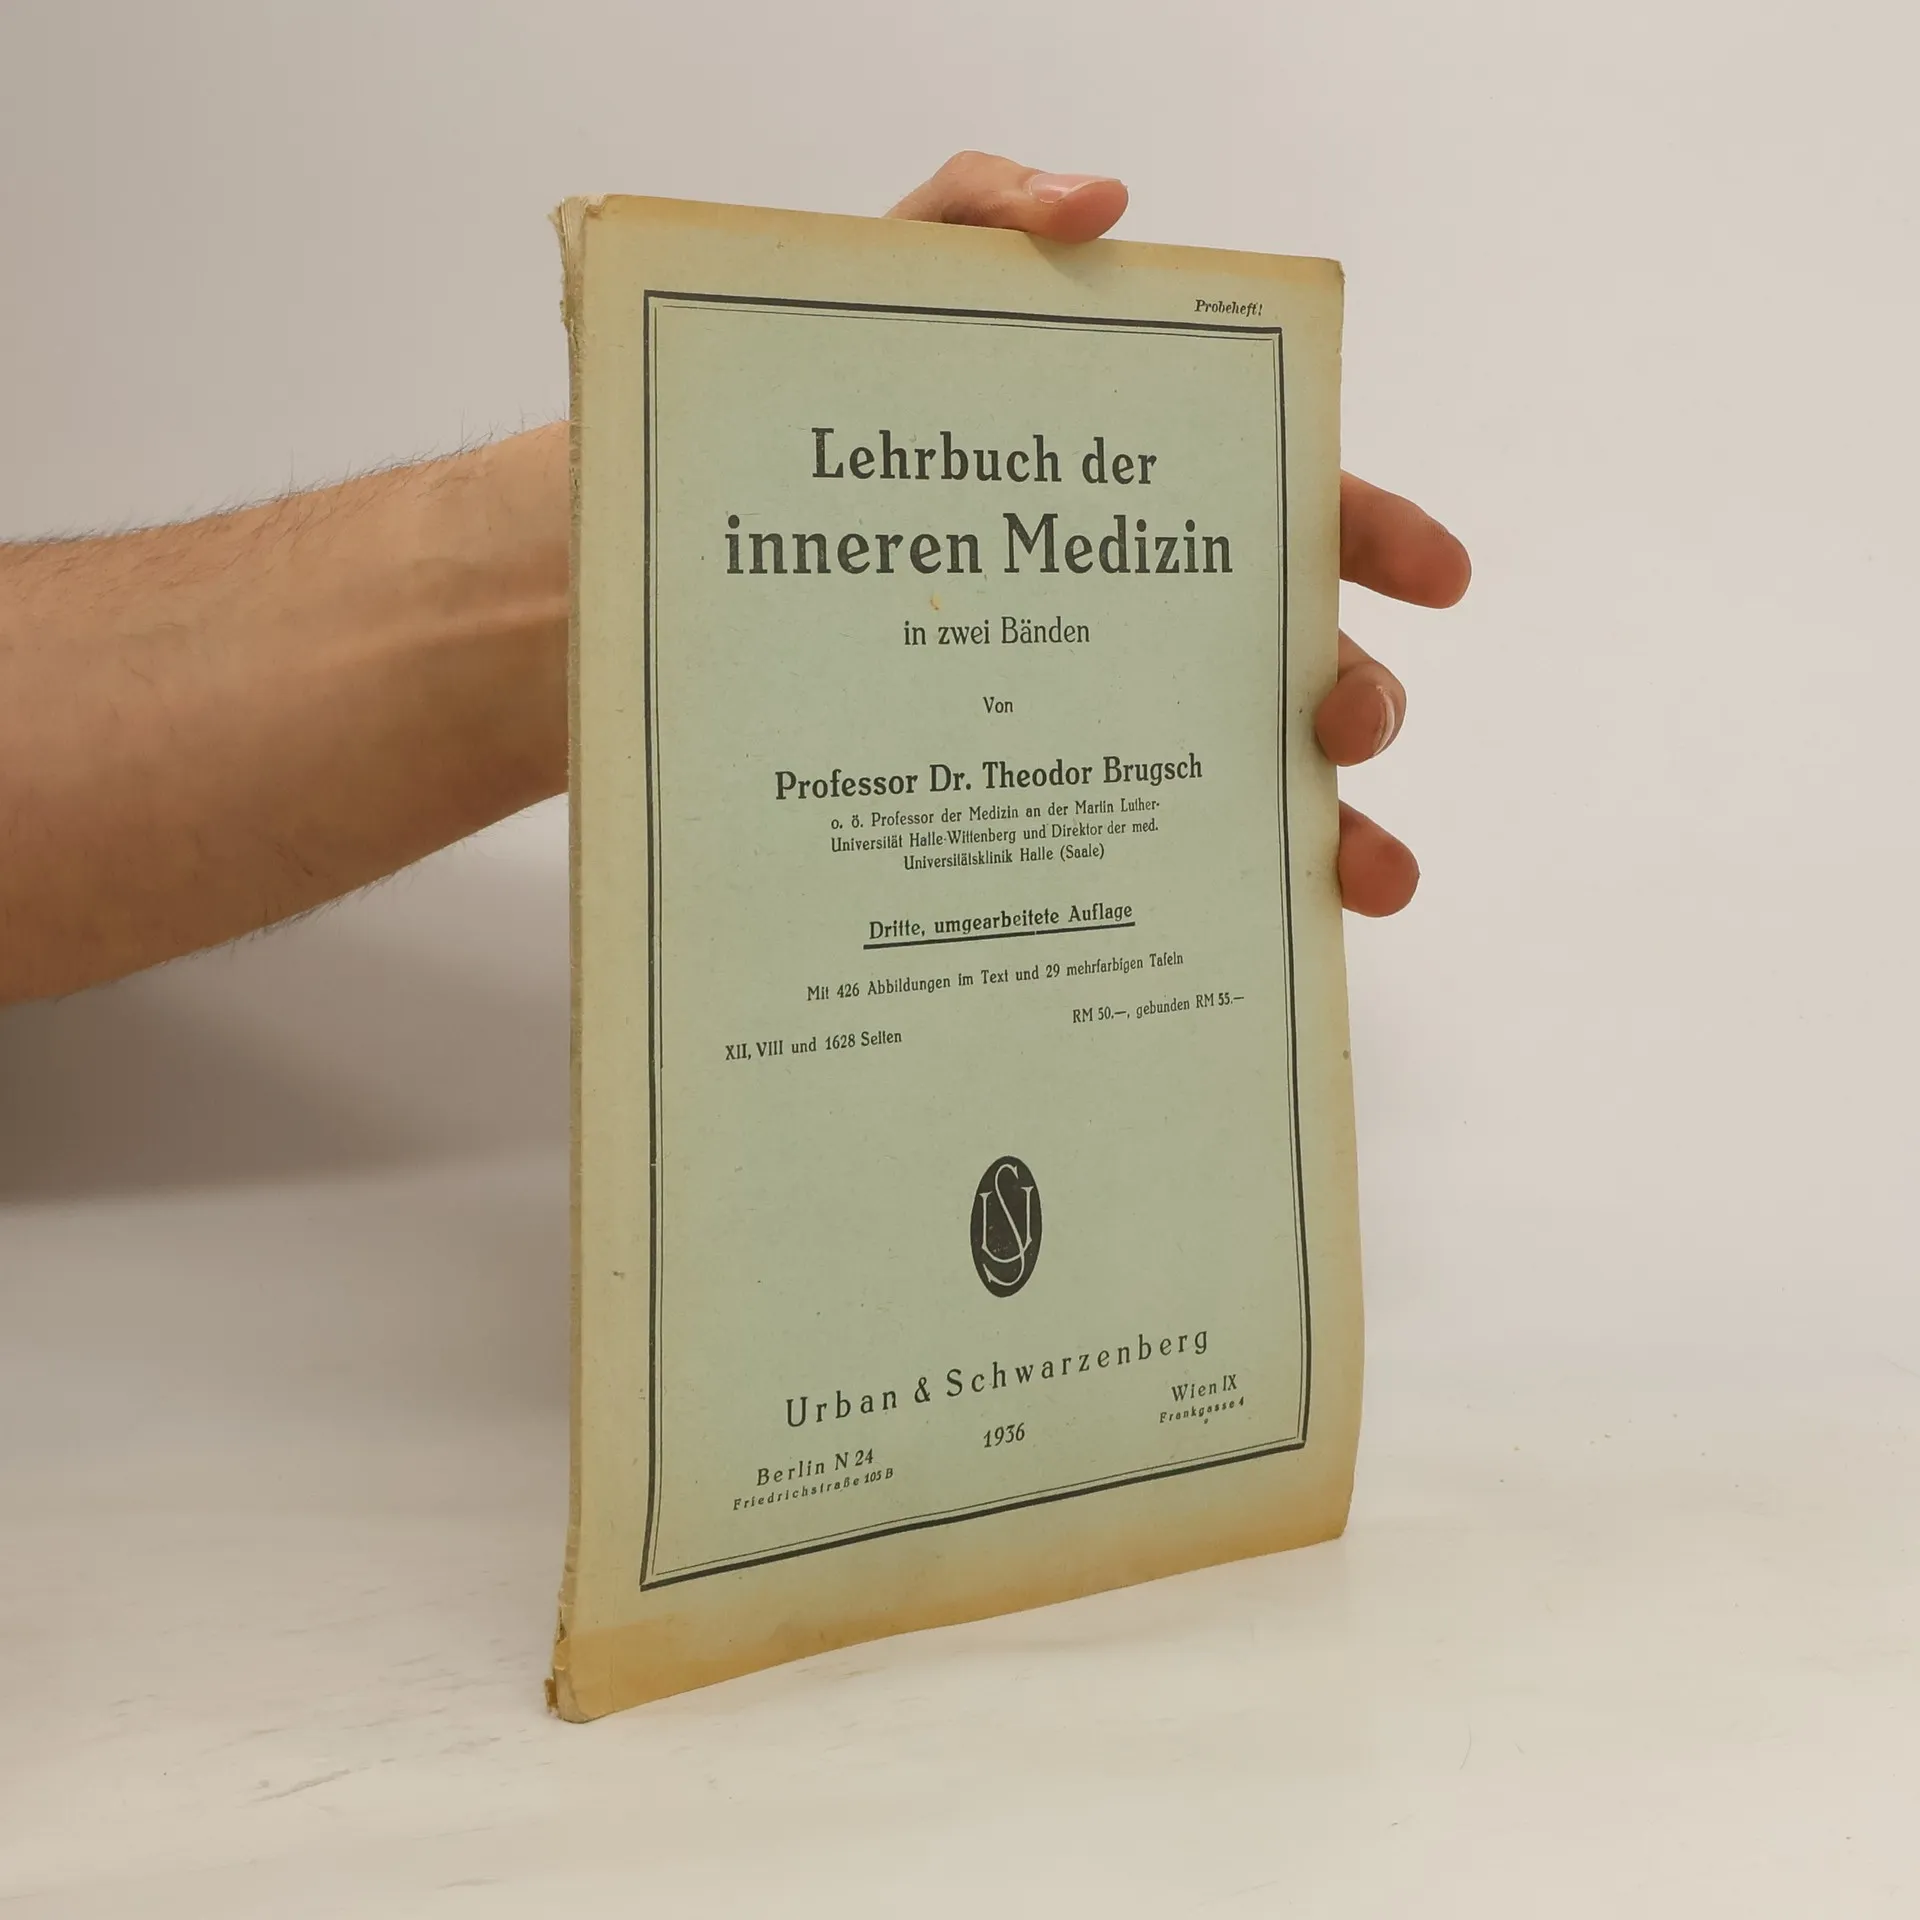 Probeheft!
Lehrbuch der
inneren Medizin
in zwei Bänden
Von
Professor Dr. Theodor Brugsch
o. ö. Professor der Medizin an der Martin Luther-
Universität Halle-Wittenberg und Direktor der med.
Universitätsklinik Halle (Saale)
Dritte, umgearbeitete Auflage
Mit 426 Abbildungen im Text und 29 mehrfarbigen Tafeln
XII, VIII und 1628 Seiten
RM 50.—, gebunden RM 55.—
US
Urban & Schwarzenberg
Berlin N 24
Friedrichstraße 105 B
1936
Wien IX
Frankgasse 4